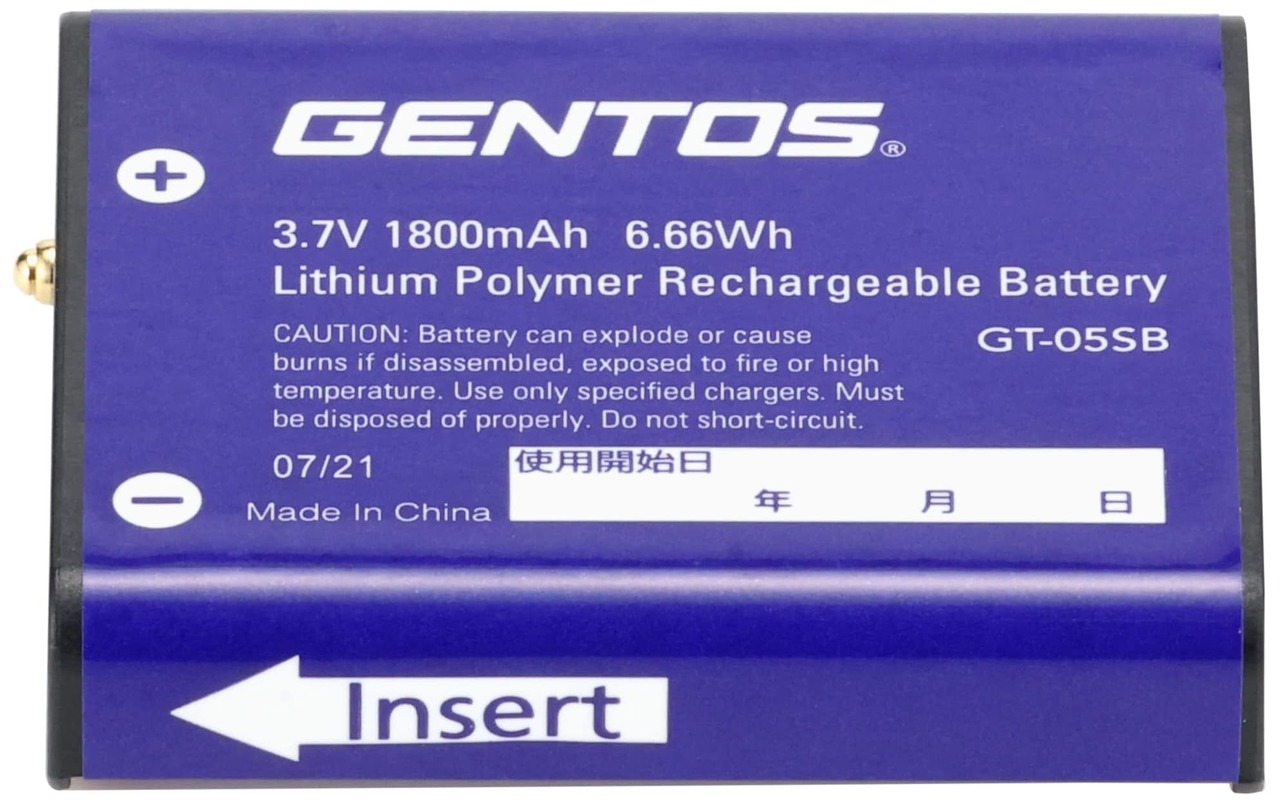 GENTOS®
+
3.7V 1800mAh 6.66Wh
Lithium Polymer Rechargeable Battery
CAUTION: Battery can explode or cause
burns if disassembled, exposed to fire or high
temperature. Use only specified chargers. Must
be disposed of properly. Do not short-circuit.
GT-05SB
07/21
Made In China
−
使用開始日
年 月 日
Insert